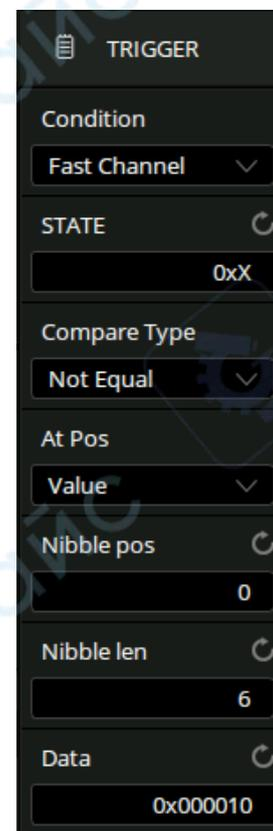 TRIGGER
Condition
Fast Channel
STATE
0xX
Compare Type
Not Equal
At Pos
Value
Nibble pos
0
Nibble len
6
Data
0x000010